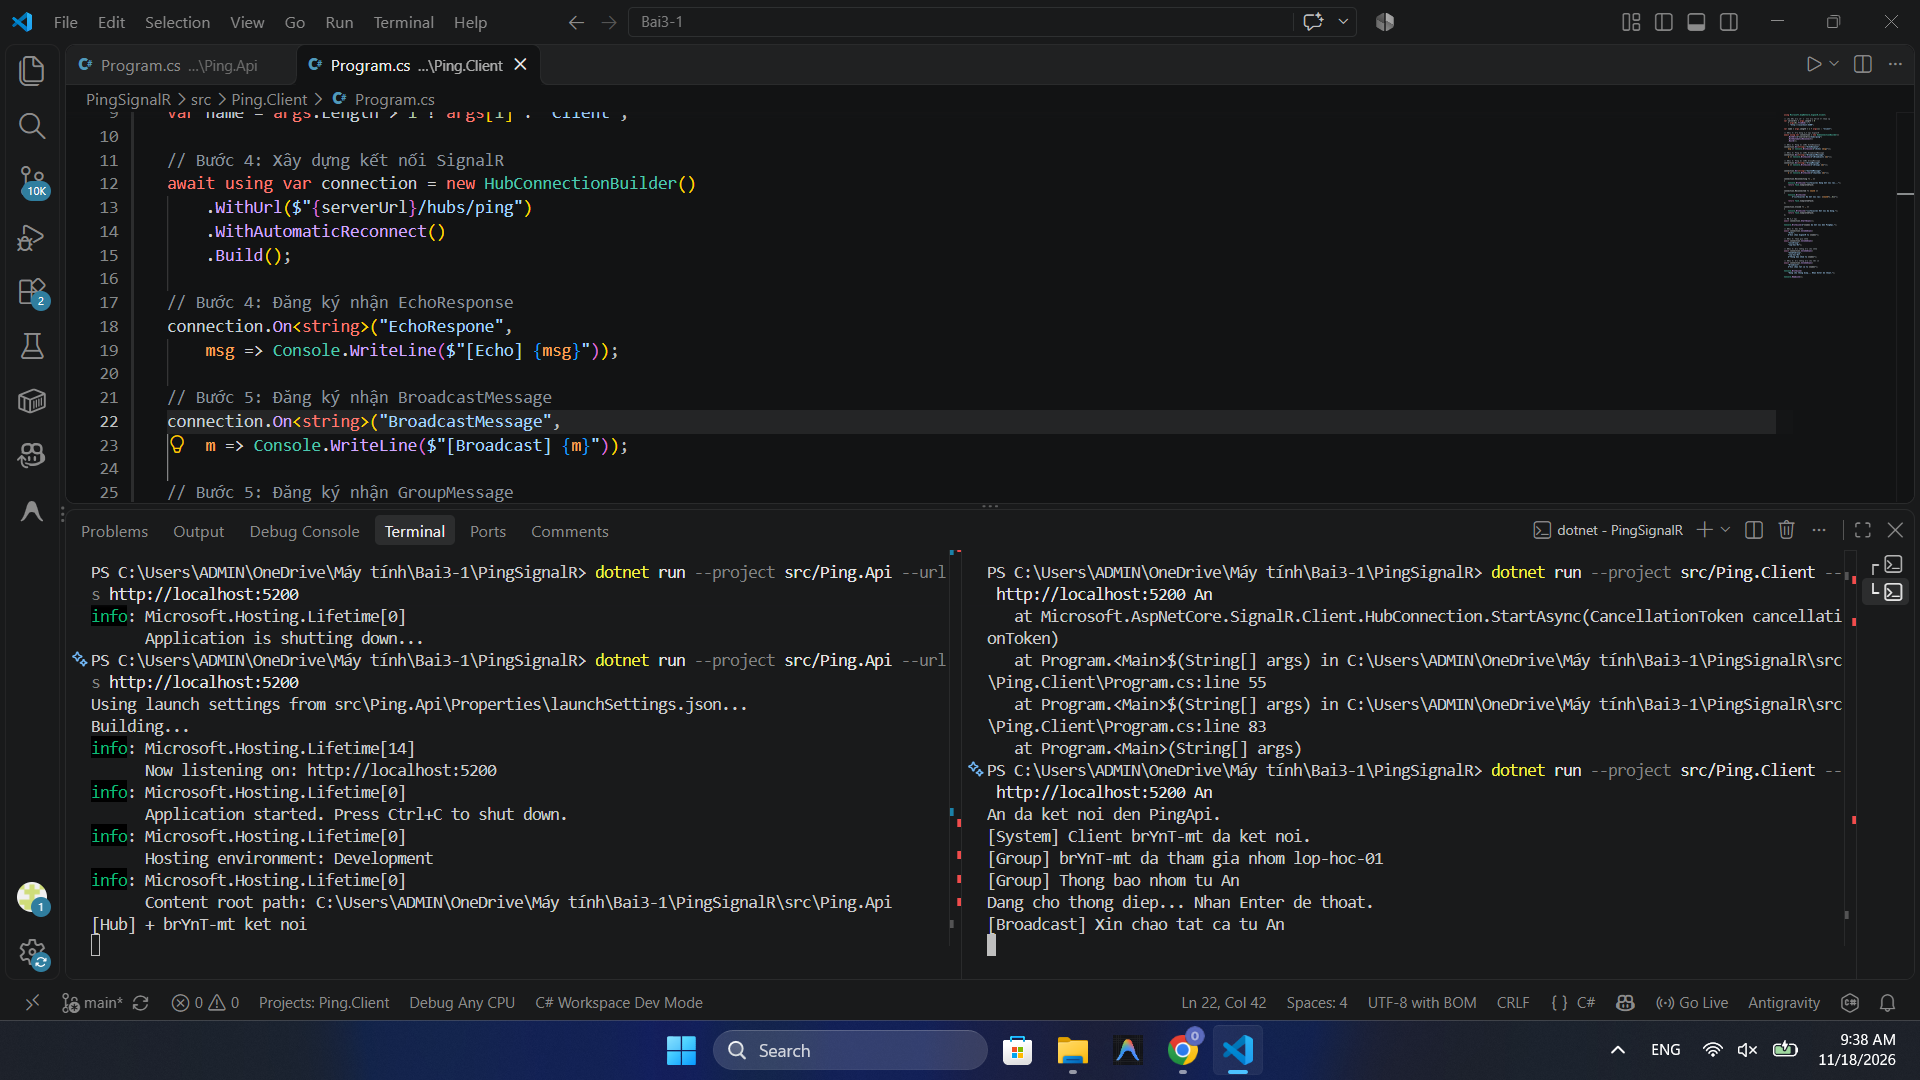 File Edit Selection View Go Run Terminal Help
Bai3-1
Program.cs ...\Ping.Api
Program.cs ...\Ping.Client
PingSignalR > src > Ping.Client > Program.cs
9 var name = args.Length > 1 ? args[1] : "Client";
10
11 // Bước 4: Xây dựng kết nối SignalR
12 await using var connection = new HubConnectionBuilder()
13 .WithUrl($"{serverUrl}/hubs/ping")
14 .WithAutomaticReconnect()
15 .Build();
16
17 // Bước 4: Đăng ký nhận EchoResponse
18 connection.On<string>("EchoRespone",
19 msg => Console.WriteLine($"[Echo] {msg}"));
20
21 // Bước 5: Đăng ký nhận BroadcastMessage
22 connection.On<string>("BroadcastMessage",
23 m => Console.WriteLine($"[Broadcast] {m}"));
24
25 // Bước 5: Đăng ký nhận GroupMessage
10K
2
1
Problems Output Debug Console Terminal Ports Comments
dotnet - PingSignalR
PS C:\Users\ADMIN\OneDrive\Máy tính\Bai3-1\PingSignalR> dotnet run --project src/Ping.Api --url
s http://localhost:5200
info: Microsoft.Hosting.Lifetime[0]
Application is shutting down...
PS C:\Users\ADMIN\OneDrive\Máy tính\Bai3-1\PingSignalR> dotnet run --project src/Ping.Api --url
s http://localhost:5200
Using launch settings from src\Ping.Api\Properties\launchSettings.json...
Building...
info: Microsoft.Hosting.Lifetime[14]
Now listening on: http://localhost:5200
info: Microsoft.Hosting.Lifetime[0]
Application started. Press Ctrl+C to shut down.
info: Microsoft.Hosting.Lifetime[0]
Hosting environment: Development
info: Microsoft.Hosting.Lifetime[0]
Content root path: C:\Users\ADMIN\OneDrive\Máy tính\Bai3-1\PingSignalR\src\Ping.Api
[Hub] + brYnT-mt ket noi
PS C:\Users\ADMIN\OneDrive\Máy tính\Bai3-1\PingSignalR> dotnet run --project src/Ping.Client --
http://localhost:5200 An
at Microsoft.AspNetCore.SignalR.Client.HubConnection.StartAsync(CancellationToken cancellati
onToken)
at Program.<Main>$(String[] args) in C:\Users\ADMIN\OneDrive\Máy tính\Bai3-1\PingSignalR\src
\Ping.Client\Program.cs:line 55
at Program.<Main>$(String[] args) in C:\Users\ADMIN\OneDrive\Máy tính\Bai3-1\PingSignalR\src
\Ping.Client\Program.cs:line 83
at Program.<Main>(String[] args)
PS C:\Users\ADMIN\OneDrive\Máy tính\Bai3-1\PingSignalR> dotnet run --project src/Ping.Client --
http://localhost:5200 An
An da ket noi den PingApi.
[System] Client brYnT-mt da ket noi.
[Group] brYnT-mt da tham gia nhom lop-hoc-01
[Group] Thong bao nhom tu An
Dang cho thong diep... Nhan Enter de thoat.
[Broadcast] Xin chao tat ca tu An
main* 0 0 Projects: Ping.Client Debug Any CPU C# Workspace Dev Mode
Ln 22, Col 42 Spaces: 4 UTF-8 with BOM CRLF { } C# Go Live Antigravity
Search
0
ENG
9:38 AM
11/18/2026